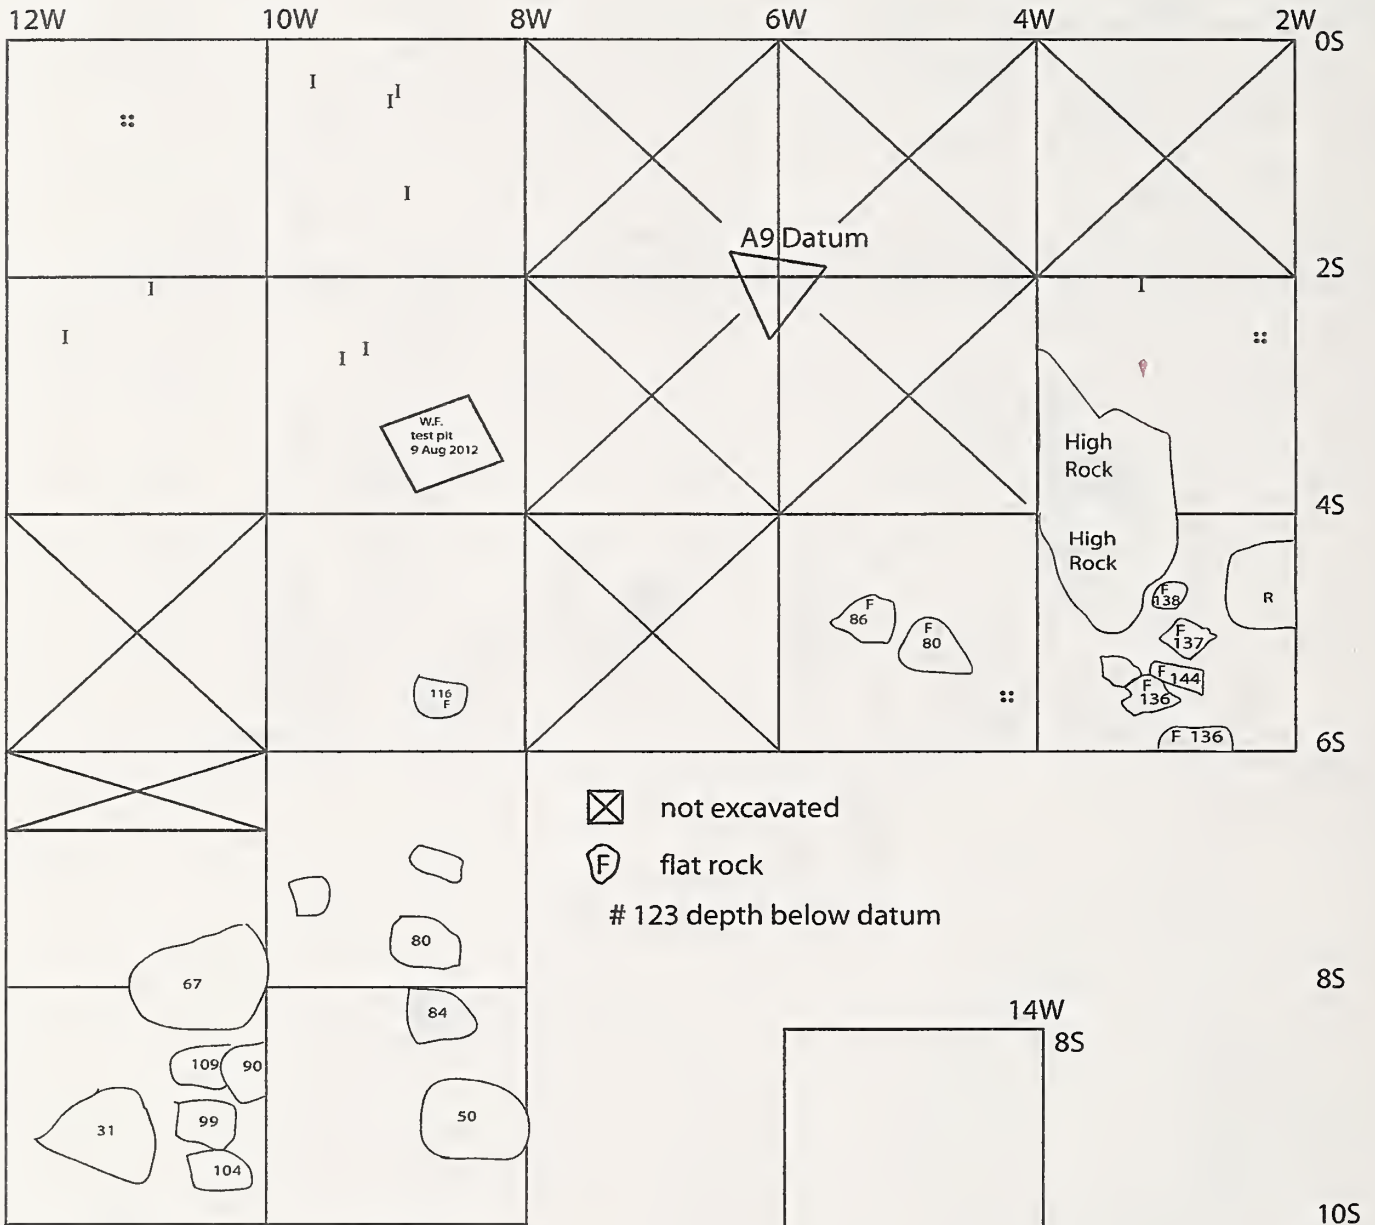 12W 10W 8W 6W 4W 2W
0S
I I I
I
A9 Datum
2S
I I
I I I
W.F.
test pit
9 Aug 2012
High
Rock
4S
High
Rock
F
138
R
F
86
F
80
F
137
F 144
F
136
116
F
F 136
6S
not excavated
F flat rock
# 123 depth below datum
80
67
8S
84
14W
8S
109 90
50
99
31
104
10S